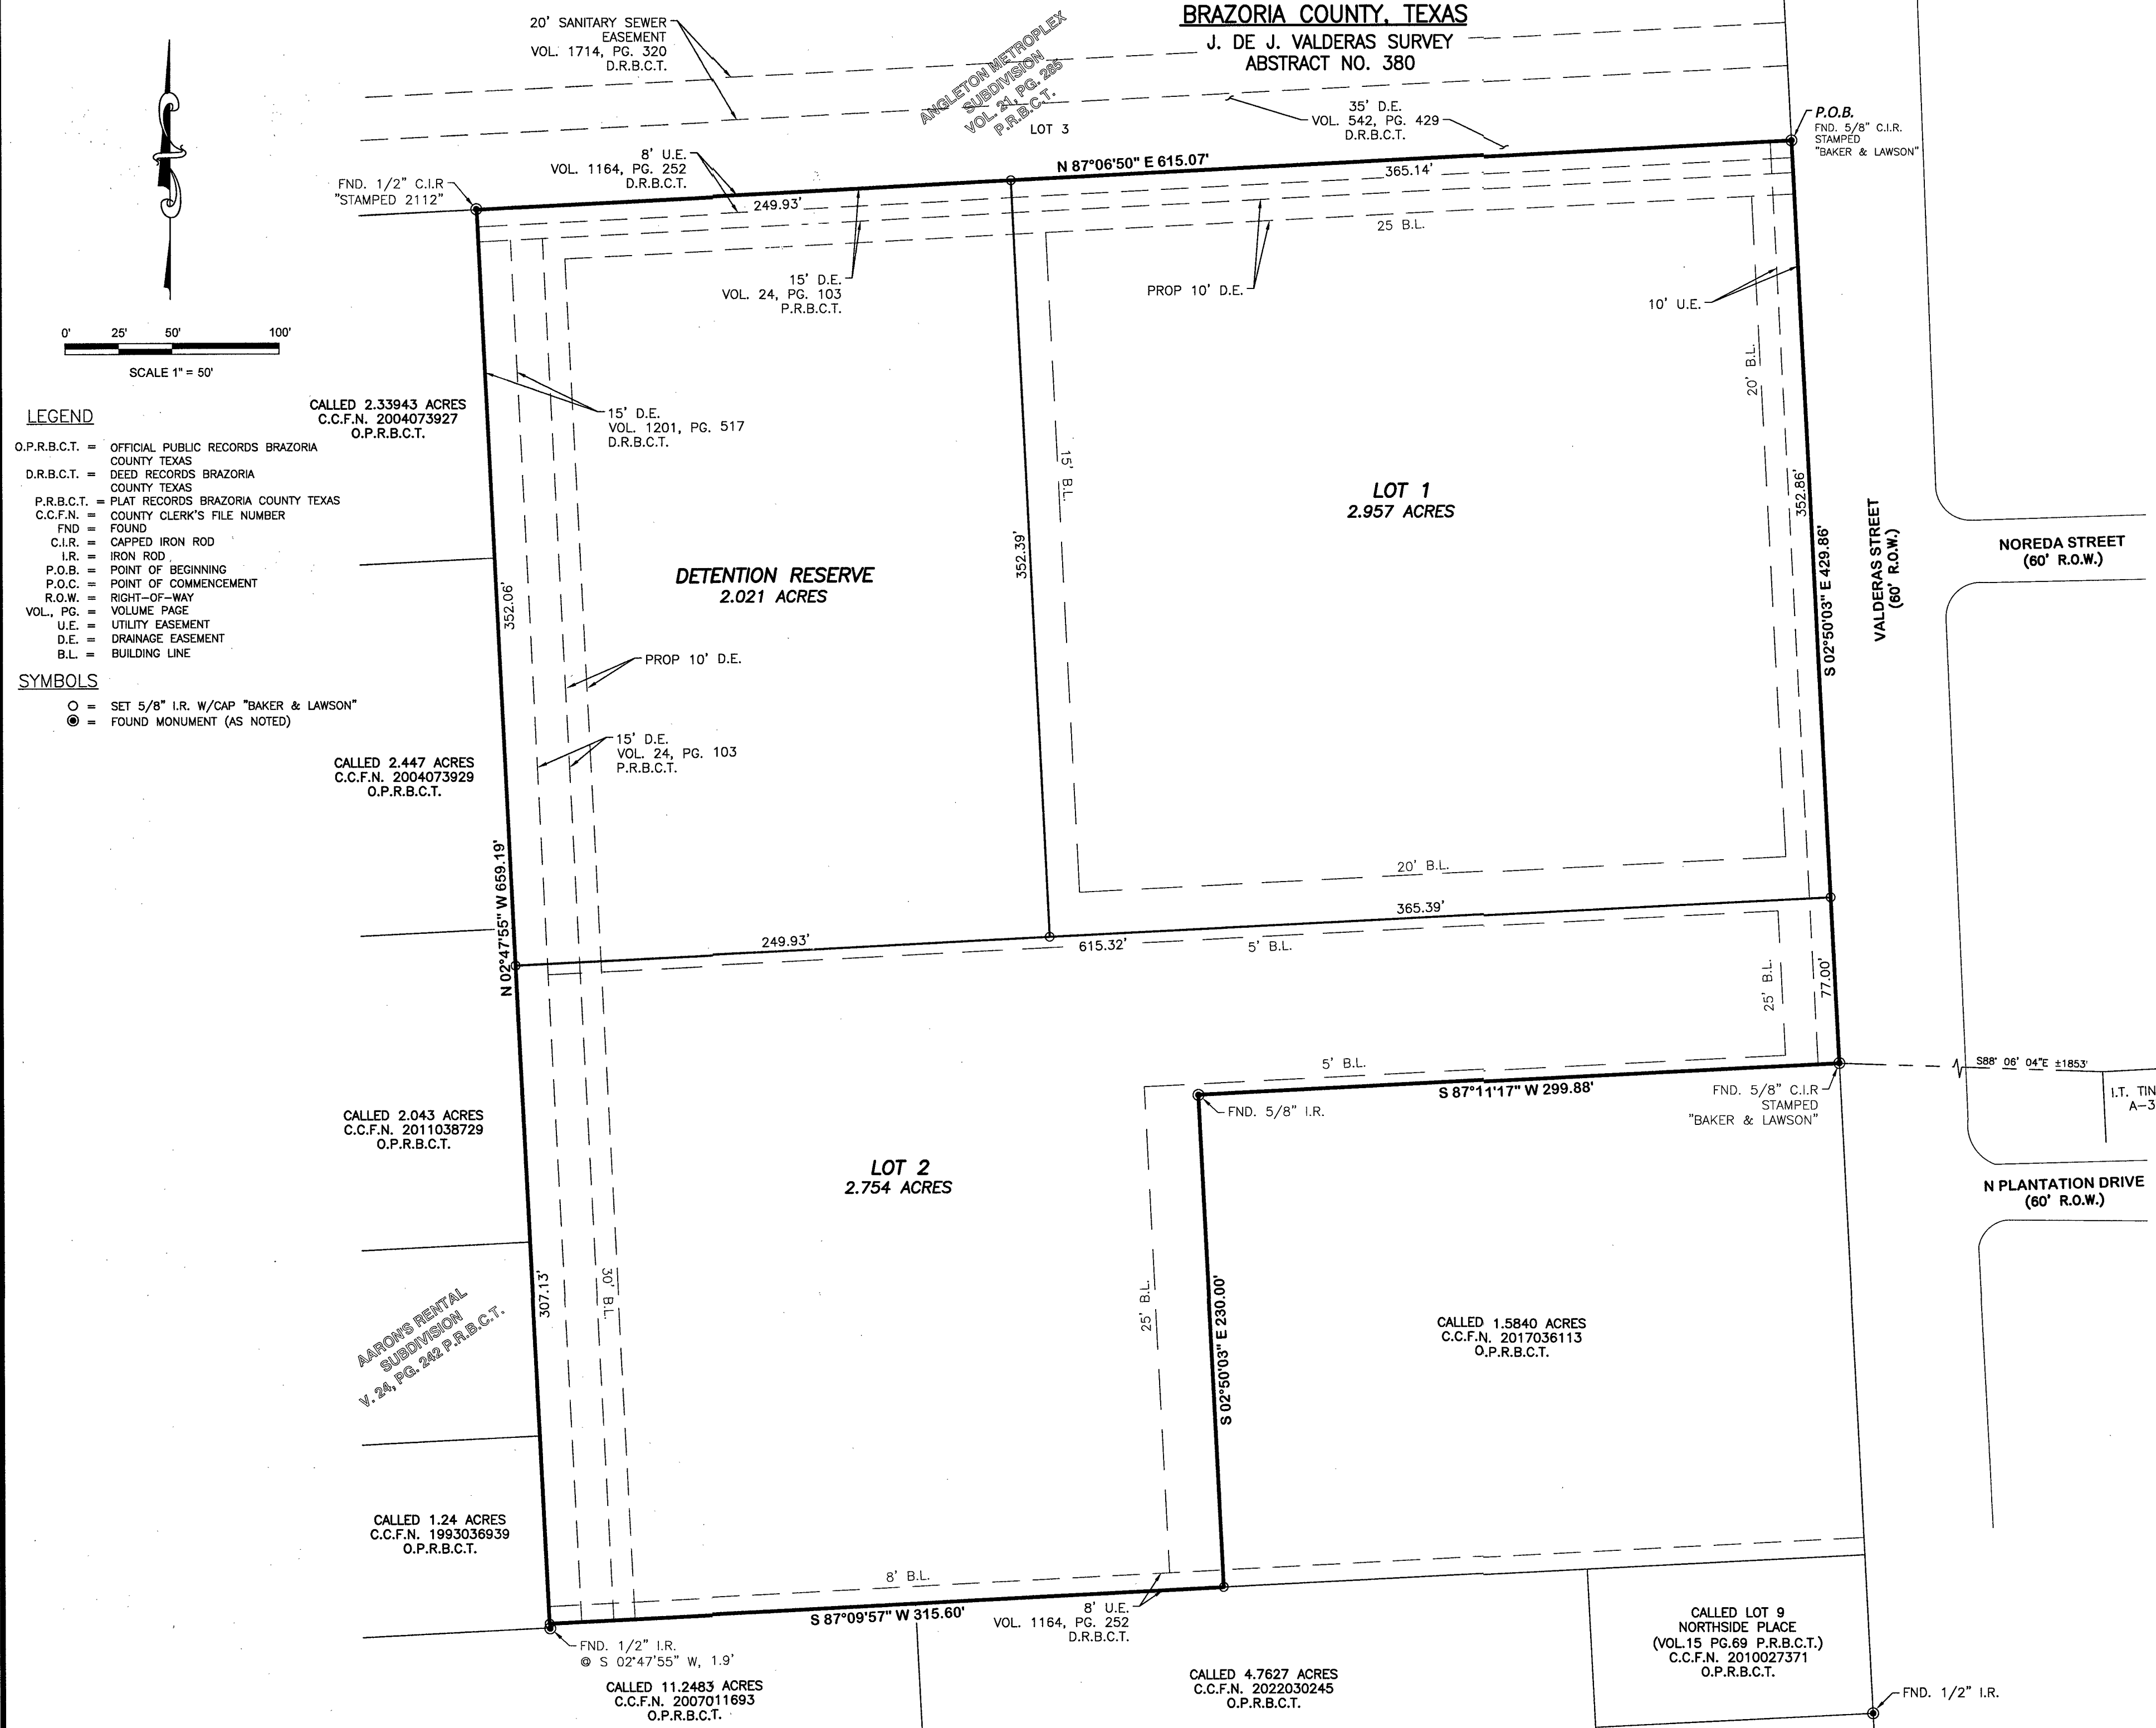 BRAZORIA COUNTY, TEXAS
J. DE J. VALDERAS SURVEY
ABSTRACT NO. 380
20' SANITARY SEWER
EASEMENT
VOL. 1714, PG. 320
D.R.B.C.T.
ANGLETON METROPLEX
SUBDIVISION
VOL. 21, PG. 285
P.R.B.C.T.
LOT 3
35' D.E.
VOL. 542, PG. 429
D.R.B.C.T.
P.O.B.
FND. 5/8" C.I.R.
STAMPED
"BAKER & LAWSON"
8' U.E.
VOL. 1164, PG. 252
D.R.B.C.T.
N 87°06'50" E 615.07'
365.14'
FND. 1/2" C.I.R
"STAMPED 2112"
249.93'
25 B.L.
15' D.E.
VOL. 24, PG. 103
P.R.B.C.T.
PROP 10' D.E.
10' U.E.
0' 25' 50' 100'
SCALE 1" = 50'
20' B.L.
CALLED 2.33943 ACRES
C.C.F.N. 2004073927
O.P.R.B.C.T.
15' D.E.
VOL. 1201, PG. 517
D.R.B.C.T.
LEGEND
O.P.R.B.C.T. = OFFICIAL PUBLIC RECORDS BRAZORIA
COUNTY TEXAS
D.R.B.C.T. = DEED RECORDS BRAZORIA
COUNTY TEXAS
P.R.B.C.T. = PLAT RECORDS BRAZORIA COUNTY TEXAS
C.C.F.N. = COUNTY CLERK'S FILE NUMBER
FND = FOUND
C.I.R. = CAPPED IRON ROD
I.R. = IRON ROD
P.O.B. = POINT OF BEGINNING
P.O.C. = POINT OF COMMENCEMENT
R.O.W. = RIGHT-OF-WAY
VOL., PG. = VOLUME PAGE
U.E. = UTILITY EASEMENT
D.E. = DRAINAGE EASEMENT
B.L. = BUILDING LINE
SYMBOLS
O = SET 5/8" I.R. W/CAP "BAKER & LAWSON"
= FOUND MONUMENT (AS NOTED)
15' B.L.
LOT 1
2.957 ACRES
352.86'
S 02°50'03" E 429.86'
VALDERAS STREET
(60' R.O.W.)
NOREDA STREET
(60' R.O.W.)
352.39'
352.06'
DETENTION RESERVE
2.021 ACRES
PROP 10' D.E.
15' D.E.
VOL. 24, PG. 103
P.R.B.C.T.
CALLED 2.447 ACRES
C.C.F.N. 2004073929
O.P.R.B.C.T.
N 02°47'55" W 659.19'
20' B.L.
365.39'
249.93'
615.32'
5' B.L.
25' B.L.
77.00'
5' B.L.
S88° 06' 04"E ±1853'
S 87°11'17" W 299.88'
FND. 5/8" C.I.R
STAMPED
"BAKER & LAWSON"
FND. 5/8" I.R.
I.T. TIN
A-3
CALLED 2.043 ACRES
C.C.F.N. 2011038729
O.P.R.B.C.T.
LOT 2
2.754 ACRES
N PLANTATION DRIVE
(60' R.O.W.)
307.13'
30' B.L.
25' B.L.
S 02°50'03" E 230.00'
AARON'S RENTAL
SUBDIVISION
V. 24, PG. 242 P.R.B.C.T.
CALLED 1.5840 ACRES
C.C.F.N. 2017036113
O.P.R.B.C.T.
CALLED 1.24 ACRES
C.C.F.N. 1993036939
O.P.R.B.C.T.
8' B.L.
S 87°09'57" W 315.60'
8' U.E.
VOL. 1164, PG. 252
D.R.B.C.T.
FND. 1/2" I.R.
@ S 02°47'55" W, 1.9'
CALLED 11.2483 ACRES
C.C.F.N. 2007011693
O.P.R.B.C.T.
CALLED 4.7627 ACRES
C.C.F.N. 2022030245
O.P.R.B.C.T.
CALLED LOT 9
NORTHSIDE PLACE
(VOL.15 PG.69 P.R.B.C.T.)
C.C.F.N. 2010027371
O.P.R.B.C.T.
FND. 1/2" I.R.